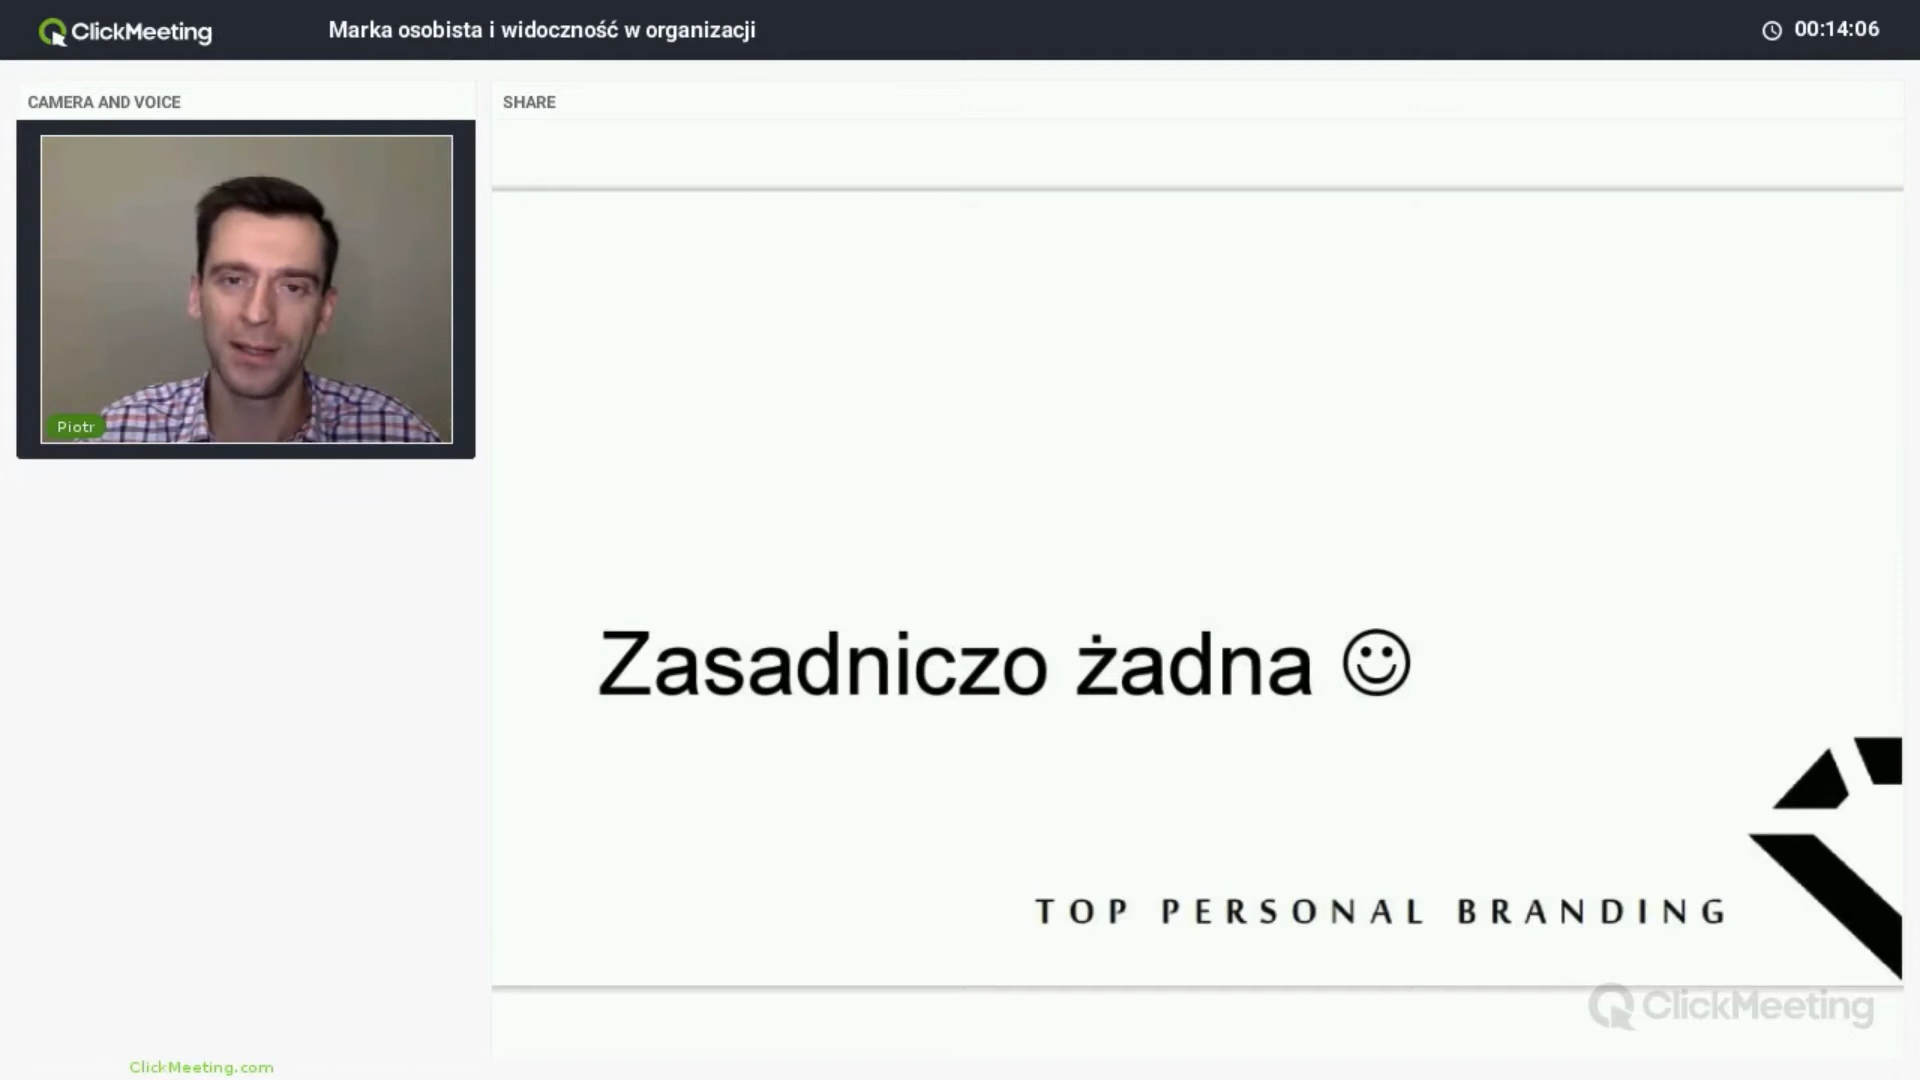 ClickMeeting
Marka osobista i widoczność w organizacji
00:14:06
CAMERA AND VOICE
SHARE
Piotr
Zasadniczo żadna ☺
TOP PERSONAL BRANDING
ClickMeeting
ClickMeeting.com